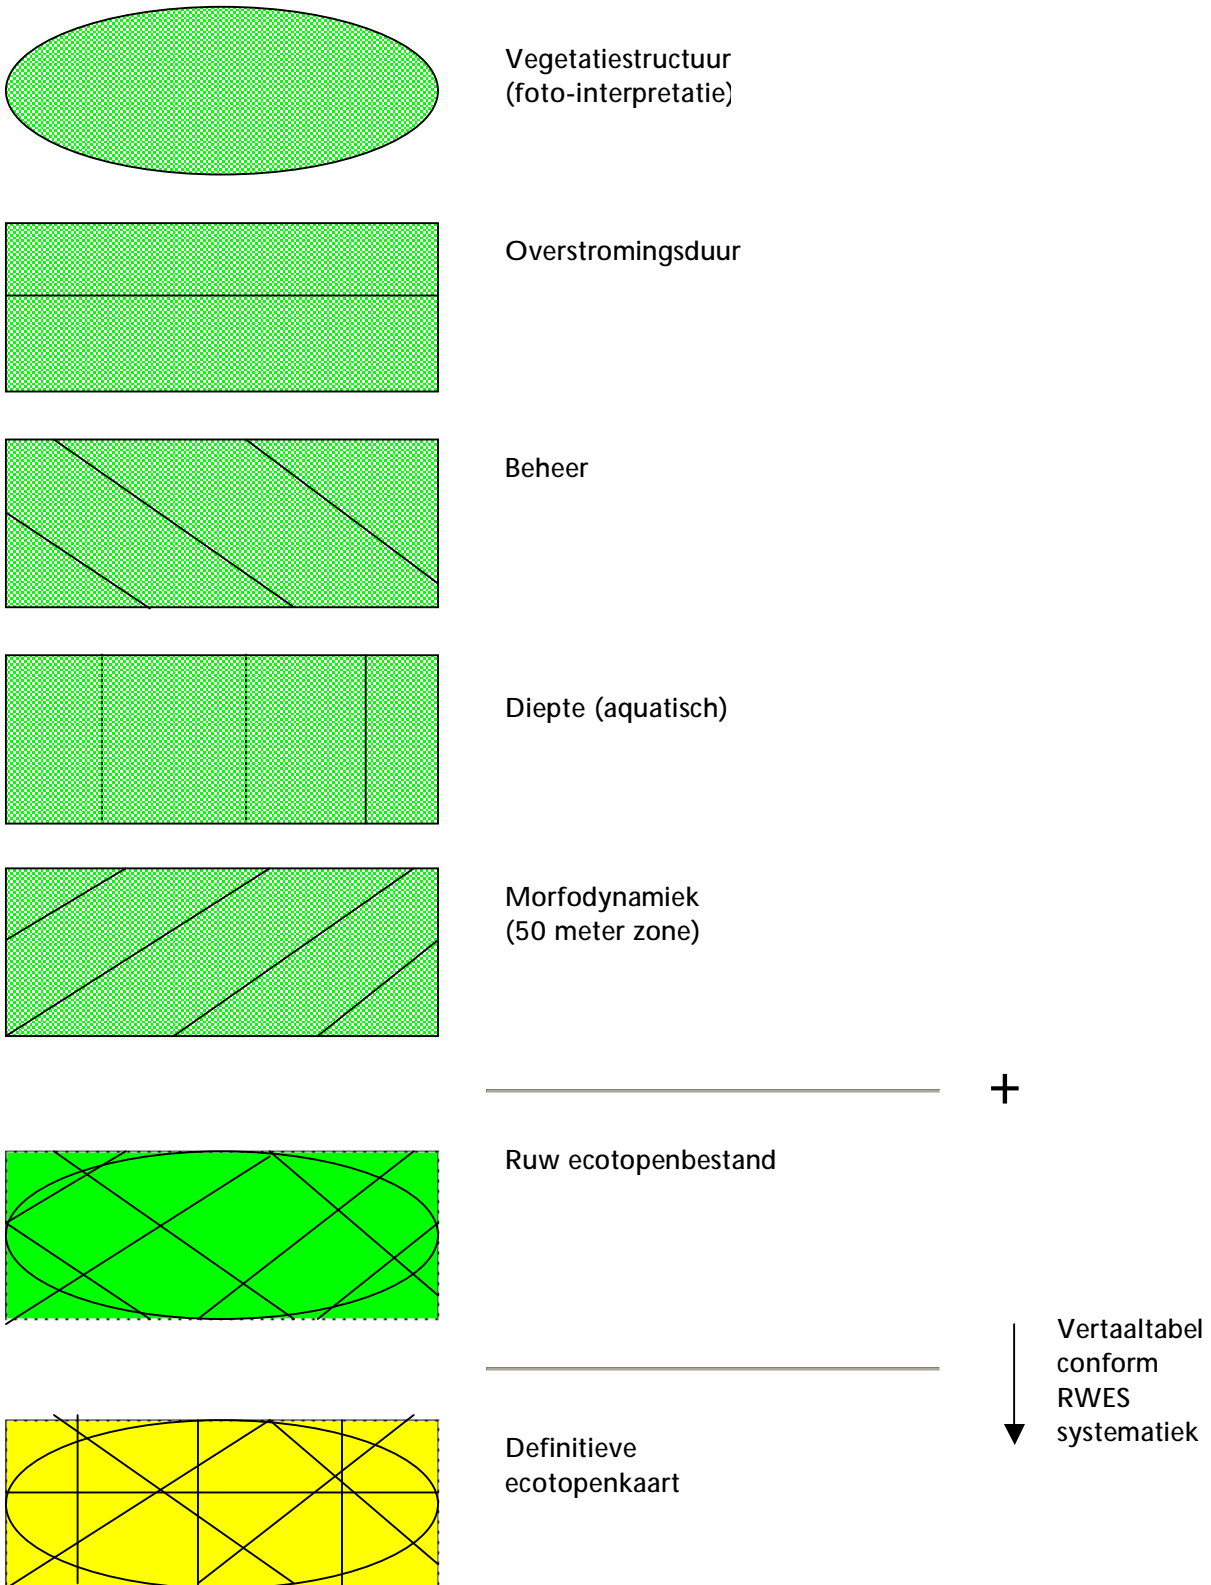 Vegetatiestructuur
(foto-interpretatie)
Overstromingsduur
Beheer
Diepte (aquatisch)
Morfodynamiek
(50 meter zone)
+
Ruw ecotopenbestand
Vertaaltabel
conform
RWES
systematiek
Definitieve
ecotopenkaart